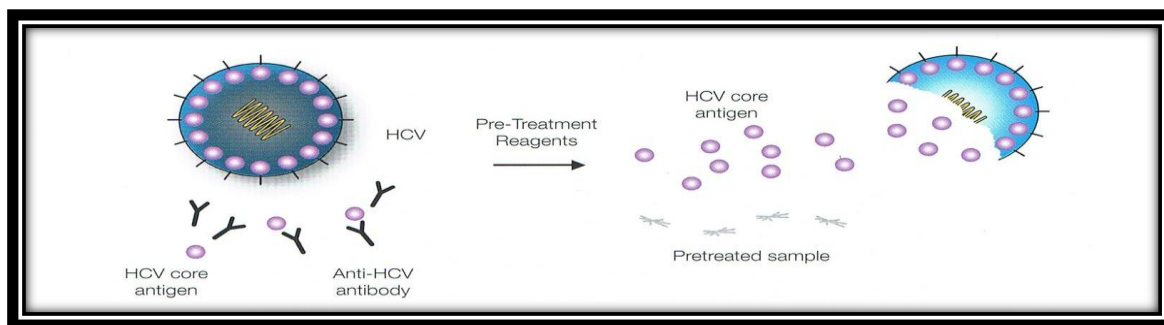 HCV
HCV core
antigen
Anti-HCV
antibody
Pre-Treatment
Reagents
HCV core
antigen
Pretreated sample